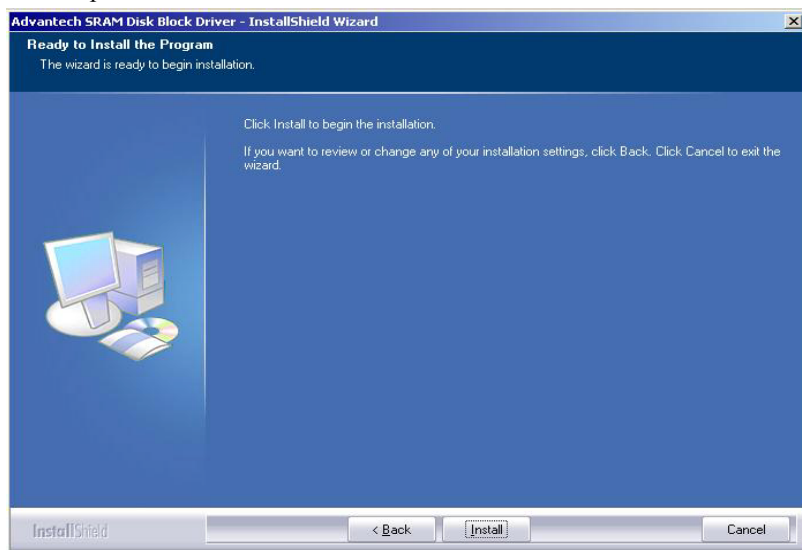 Advantech SRAM Disk Block Driver - InstallShield Wizard
Ready to Install the Program
The wizard is ready to begin installation.
Click Install to begin the installation.
If you want to review or change any of your installation settings, click Back. Click Cancel to exit the
wizard.
InstallShield
< Back
Install
Cancel